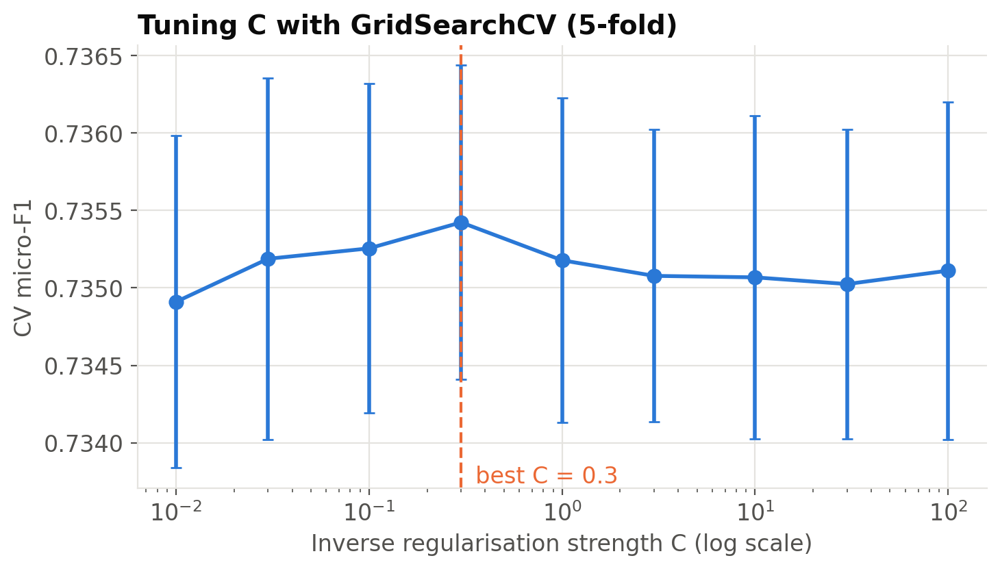 Tuning C with GridSearchCV (5-fold)
0.7365
0.7360
0.7355
0.7350
0.7345
0.7340
CV micro-F1
best C = 0.3
10⁻² 10⁻¹ 10⁰ 10¹ 10²
Inverse regularisation strength C (log scale)